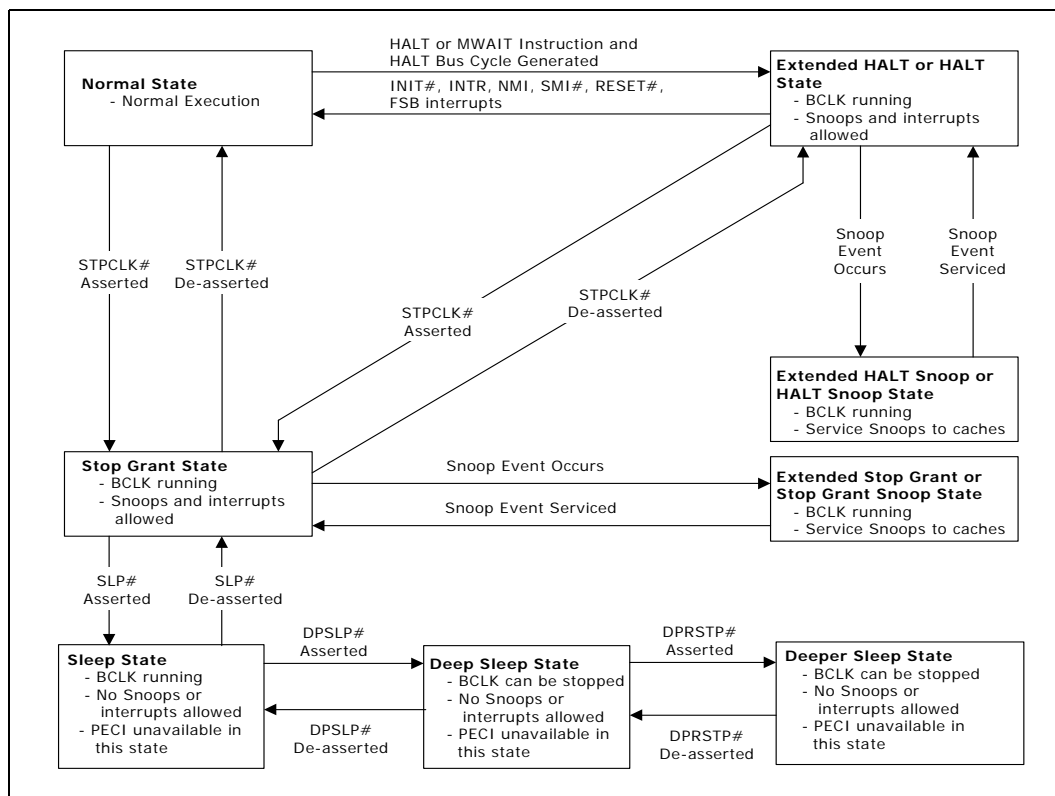 HALT or MWAIT Instruction and
HALT Bus Cycle Generated
Normal State
- Normal Execution
INIT#, INTR, NMI, SMI#, RESET#,
FSB interrupts
Extended HALT or HALT
State
- BCLK running
- Snoops and interrupts
allowed
STPCLK#
Asserted
STPCLK#
De-asserted
STPCLK#
Asserted
STPCLK#
De-asserted
Snoop
Event
Occurs
Snoop
Event
Serviced
Extended HALT Snoop or
HALT Snoop State
- BCLK running
- Service Snoops to caches
Stop Grant State
- BCLK running
- Snoops and interrupts
allowed
Snoop Event Occurs
Snoop Event Serviced
Extended Stop Grant or
Stop Grant Snoop State
- BCLK running
- Service Snoops to caches
SLP#
Asserted
SLP#
De-asserted
Sleep State
- BCLK running
- No Snoops or
interrupts allowed
- PECI unavailable in
this state
DPSLP#
Asserted
DPSLP#
De-asserted
Deep Sleep State
- BCLK can be stopped
- No Snoops or
interrupts allowed
- PECI unavailable in
this state
DPRSTP#
Asserted
DPRSTP#
De-asserted
Deeper Sleep State
- BCLK can be stopped
- No Snoops or
interrupts allowed
- PECI unavailable in
this state